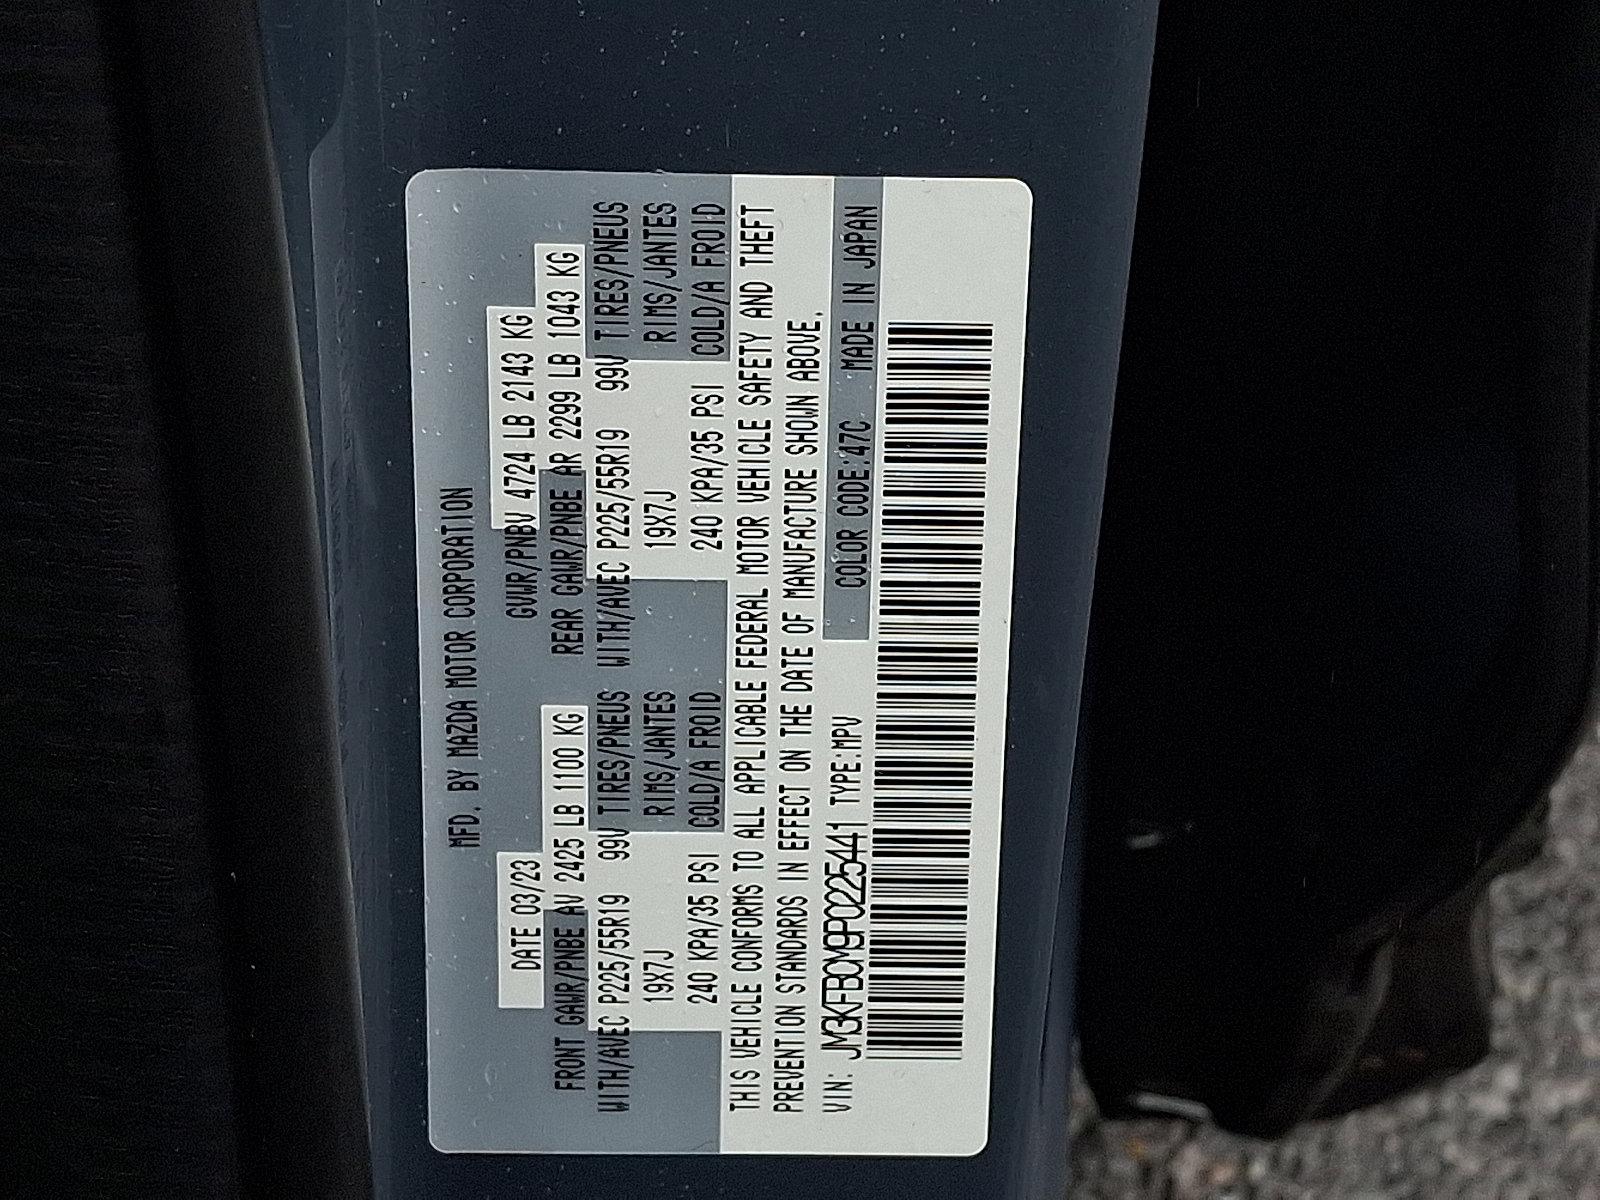 MFD. BY MAZDA MOTOR CORPORATION
DATE 03/23 GVWR/PNBV 4724 LB 2143 KG
FRONT GAWR/PNBE AV 2425 LB 1100 KG REAR GAWR/PNBE AR 2299 LB 1043 KG
WITH/AVEC P225/55R19 99V TIRES/PNEUS WITH/AVEC P225/55R19 99V TIRES/PNEUS
19X7J RIMS/JANTES 19X7J RIMS/JANTES
240 KPA/35 PSI COLD/A FROID 240 KPA/35 PSI COLD/A FROID
THIS VEHICLE CONFORMS TO ALL APPLICABLE FEDERAL MOTOR VEHICLE SAFETY AND THEFT
PREVENTION STANDARDS IN EFFECT ON THE DATE OF MANUFACTURE SHOWN ABOVE.
VIN: JM3KFBCM9P0225441 TYPE:MPV COLOR CODE:47C MADE IN JAPAN